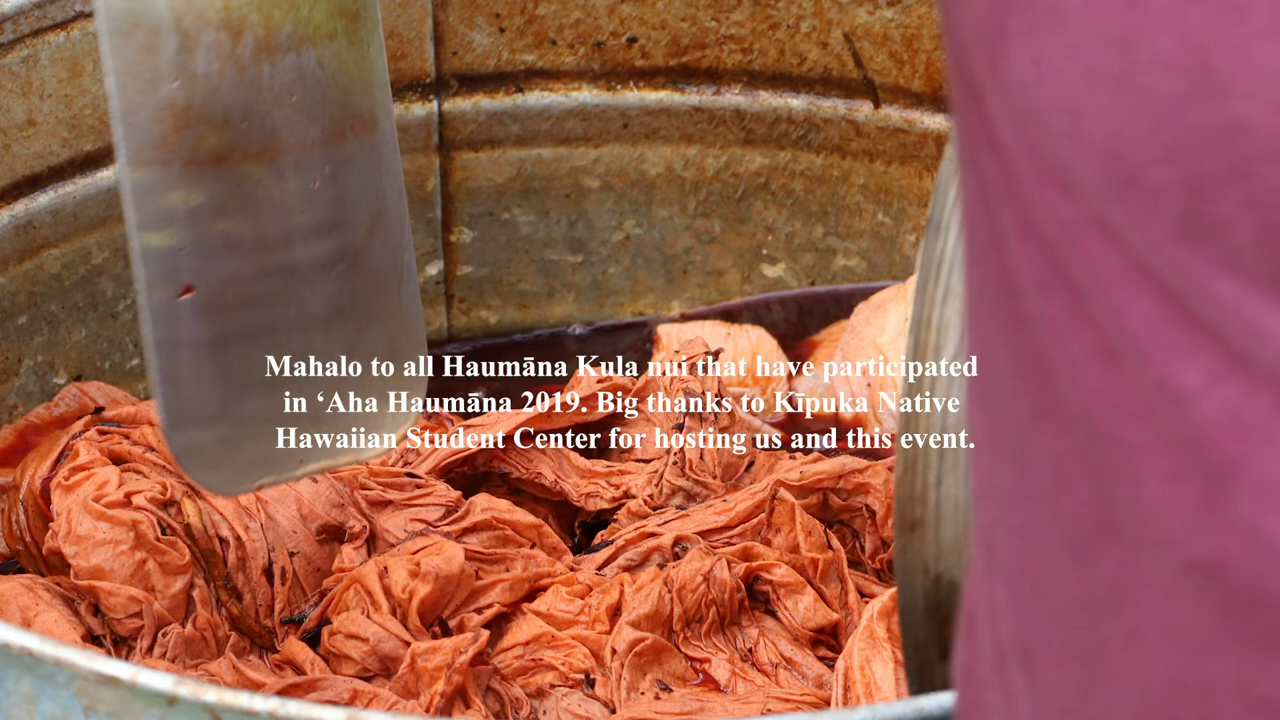 Mahalo to all Haumāna Kula nui that have participated
in ‘Aha Haumāna 2019. Big thanks to Kīpuka Native
Hawaiian Student Center for hosting us and this event.